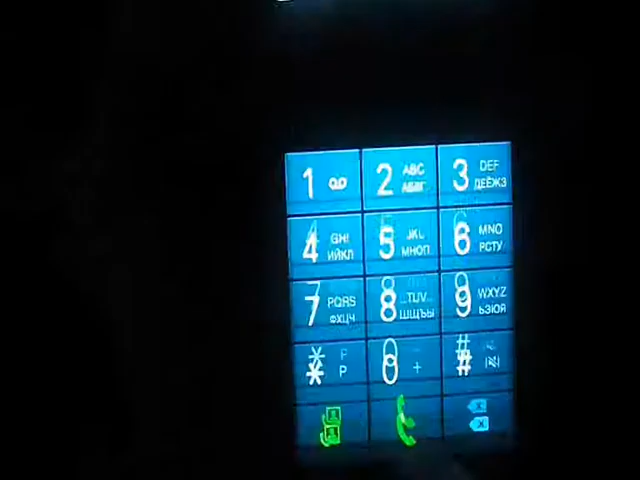 1 2 ABC 3 DEF
АБВГ ДЕЁЖЗ
4 GHI 5 JKL 6 MNO
ИЙКЛ МНОП РСТУ
7 PQRS 8 TUV 9 WXYZ
ФХЦЧ ШЩЪЫ ЬЭЮЯ
* P 0 + #